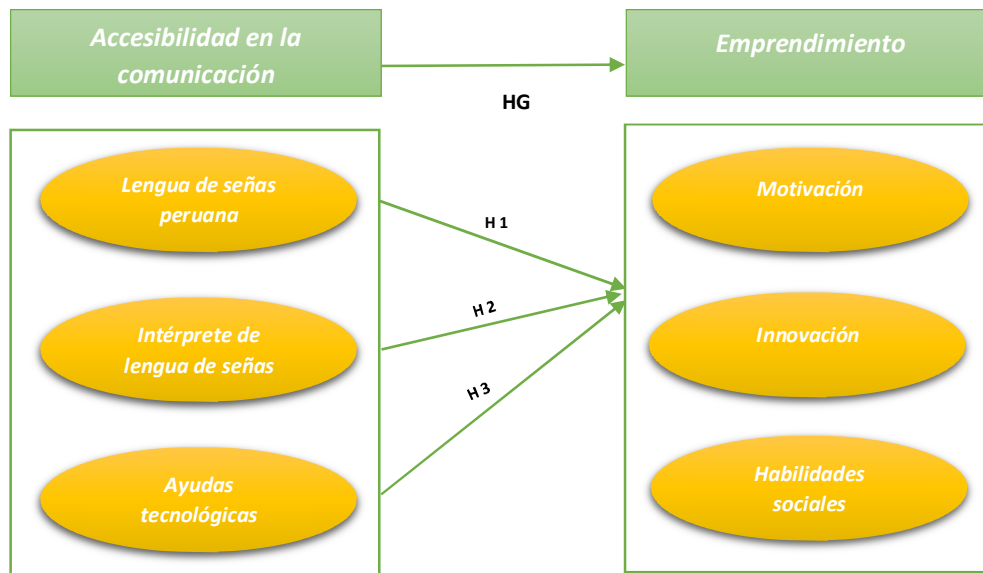 Accesibilidad en la
comunicación
Emprendimiento
HG
Lengua de señas
peruana
Intérprete de
lengua de señas
Ayudas
tecnológicas
H 1
H 2
H 3
Motivación
Innovación
Habilidades
sociales